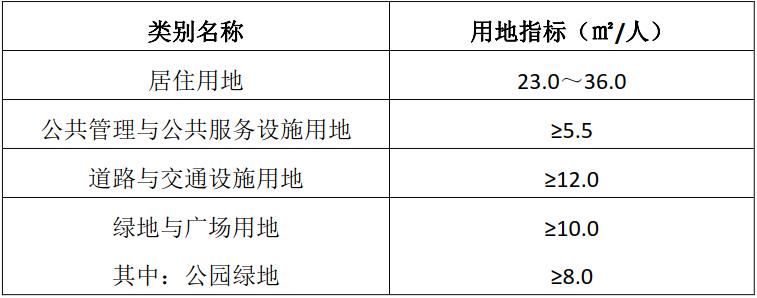 类别名称 用地指标（㎡/人）
居住用地 23.0～36.0
公共管理与公共服务设施用地 ≥5.5
道路与交通设施用地 ≥12.0
绿地与广场用地 ≥10.0
其中：公园绿地 ≥8.0